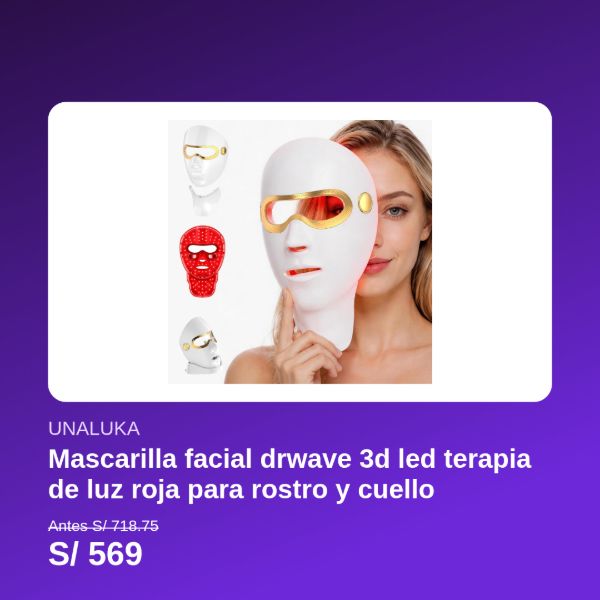 UNALUKA
Mascarilla facial drwave 3d led terapia
de luz roja para rostro y cuello
Antes S/ 718.75
S/ 569